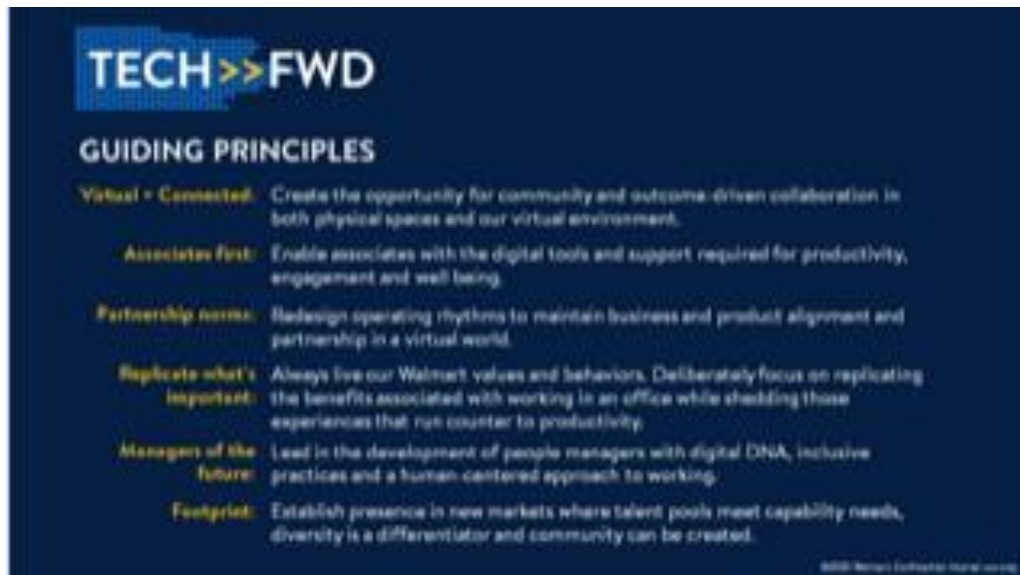 TECH>>FWD
GUIDING PRINCIPLES
Virtual + Connected: Create the opportunity for community and outcome-driven collaboration in
both physical spaces and our virtual environment.
Associates first: Enable associates with the digital tools and support required for productivity,
engagement and well being.
Partnership norms: Redesign operating rhythms to maintain business and product alignment and
partnership in a virtual world.
Replicate what's Always live our Walmart values and behaviors. Deliberately focus on replicating
important: the benefits associated with working in an office while shedding those
experiences that run counter to productivity.
Managers of the Lead in the development of people managers with digital DNA, inclusive
future: practices and a human-centered approach to working.
Footprint: Establish presence in new markets where talent pools meet capability needs,
diversity is a differentiator and community can be created.